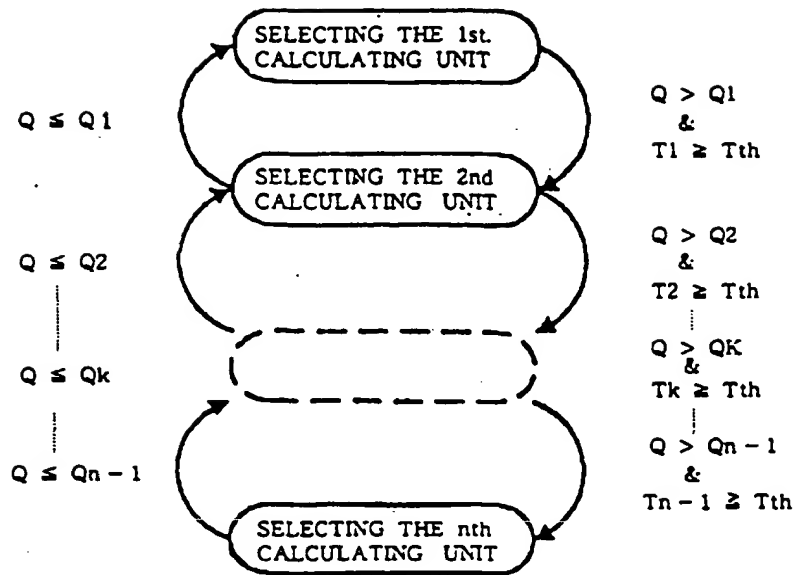 SELECTING THE 1st.
CALCULATING UNIT
Q ≦ Q1
Q > Q1
&
T1 ≧ Tth
SELECTING THE 2nd
CALCULATING UNIT
Q ≦ Q2
Q > Q2
&
T2 ≧ Tth
Q ≦ Qk
Q > QK
&
Tk ≧ Tth
Q ≦ Qn-1
Q > Qn-1
&
Tn-1 ≧ Tth
SELECTING THE nth
CALCULATING UNIT